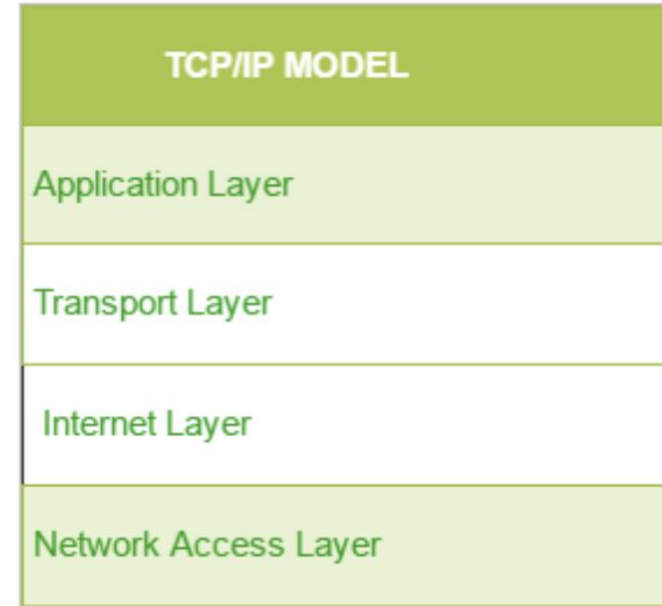 TCP/IP MODEL
Application Layer
Transport Layer
Internet Layer
Network Access Layer